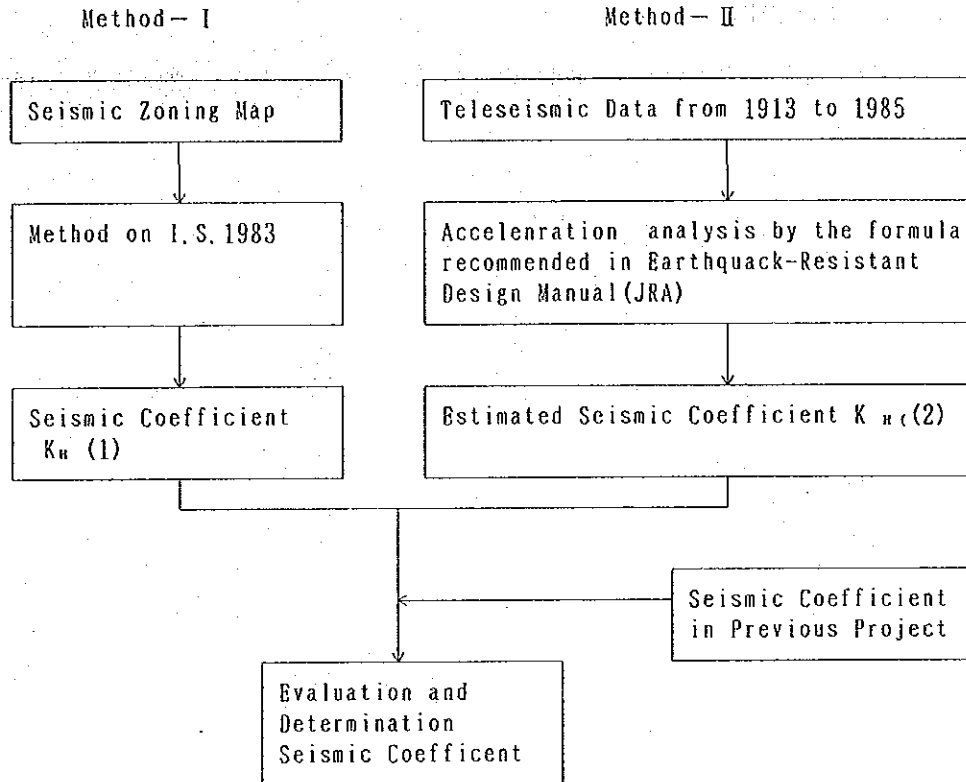 Method-I
Method-II
Seismic Zoning Map
Teleseismic Data from 1913 to 1985
Method on I.S.1983
Accelenration analysis by the formula
recommended in Earthquack-Resistant
Design Manual(JRA)
Seismic Coefficient
KH (1)
Estimated Seismic Coefficient K H((2)
Seismic Coefficient
in Previous Project
Evaluation and
Determination
Seismic Coefficent